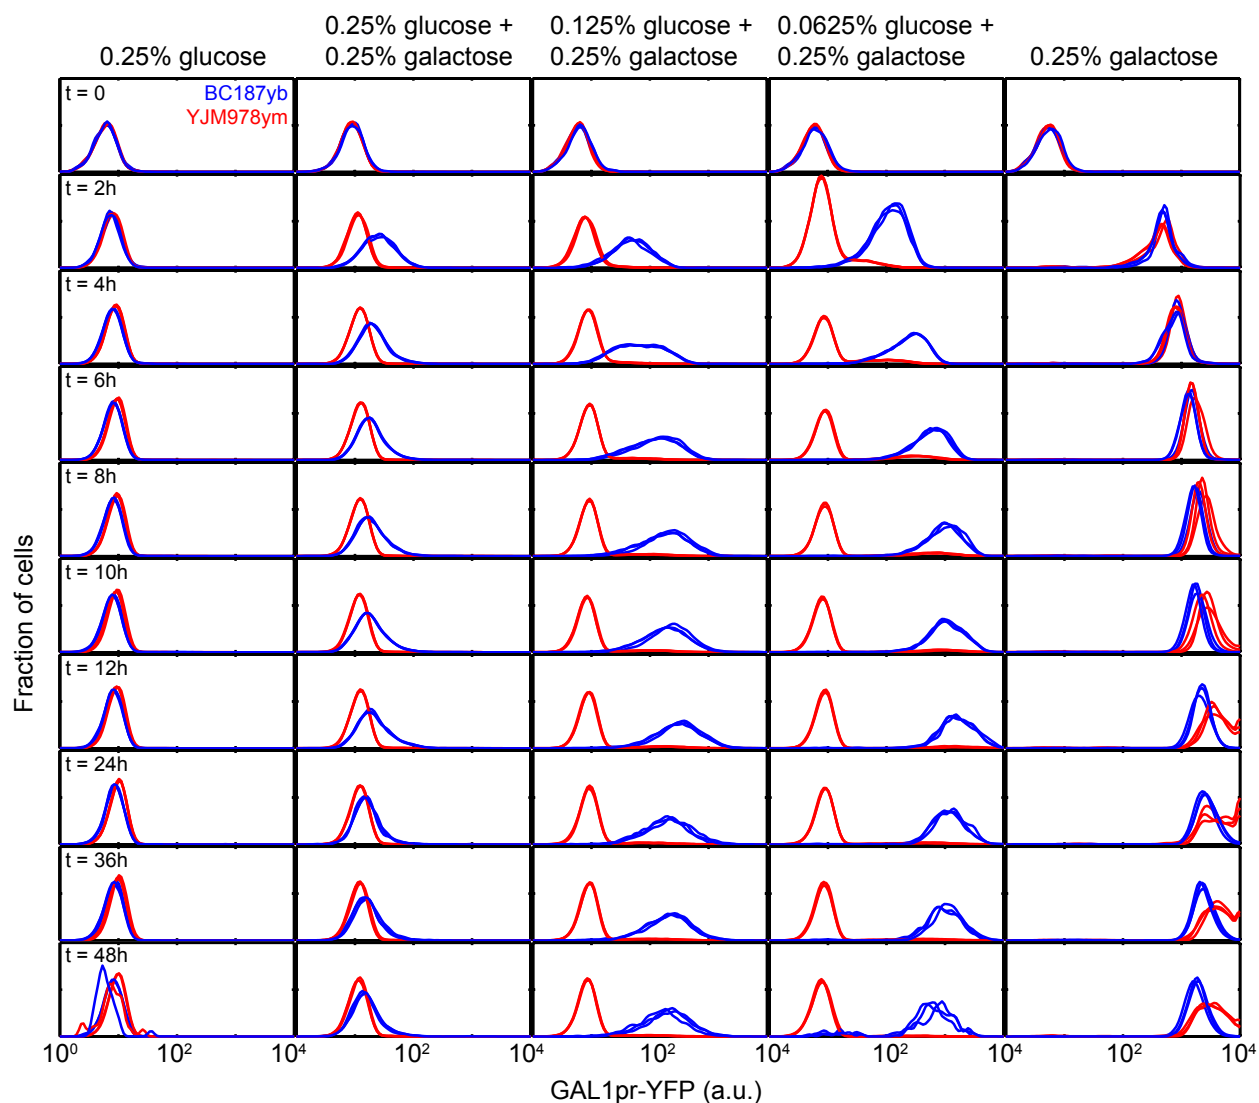 0.25% glucose
0.25% glucose +
0.25% galactose
0.125% glucose +
0.25% galactose
0.0625% glucose +
0.25% galactose
0.25% galactose
t = 0
BC187yb
YJM978ym
t = 2h
t = 4h
t = 6h
t = 8h
t = 10h
t = 12h
t = 24h
t = 36h
t = 48h
Fraction of cells
10⁰ 10² 10⁴ 10² 10⁴ 10² 10⁴ 10² 10⁴ 10² 10⁴
GAL1pr-YFP (a.u.)